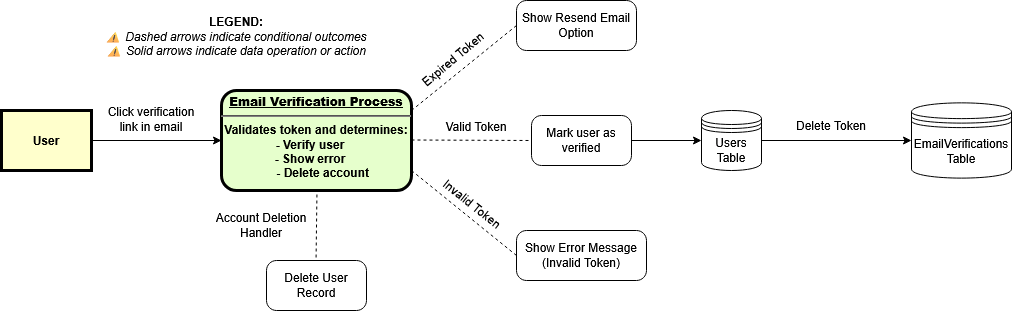 LEGEND:
⚠️ Dashed arrows indicate conditional outcomes
⚠️ Solid arrows indicate data operation or action
Show Resend Email
Option
Expired Token
User
Click verification
link in email
Email Verification Process
Validates token and determines:
- Verify user
- Show error
- Delete account
Valid Token
Mark user as
verified
Users
Table
Delete Token
EmailVerifications
Table
Invalid Token
Account Deletion
Handler
Show Error Message
(Invalid Token)
Delete User
Record